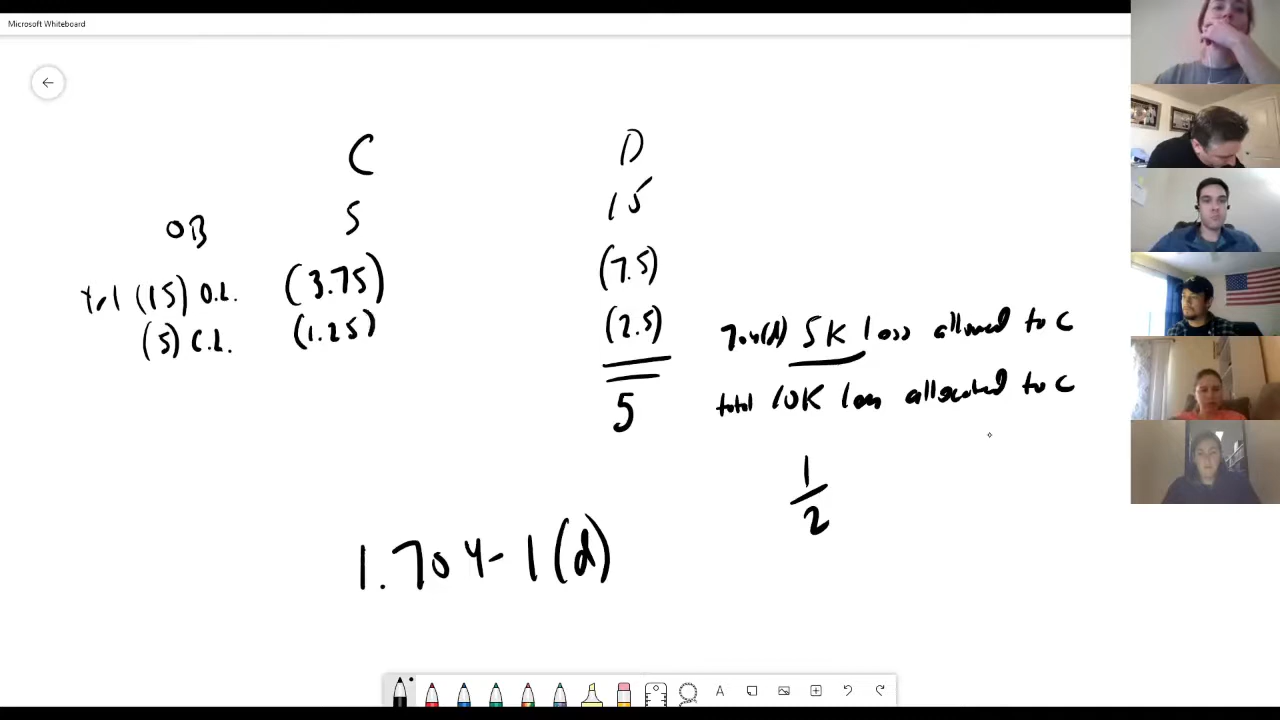 Microsoft Whiteboard
C D
OB 5 15
(15) O.L. (3.75) (7.5)
(5) C.L. (1.25) (2.5)
704(d) 5K loss allowed to C
5
total 10K loss allocated to C
1/2
1.704-1(d)
A